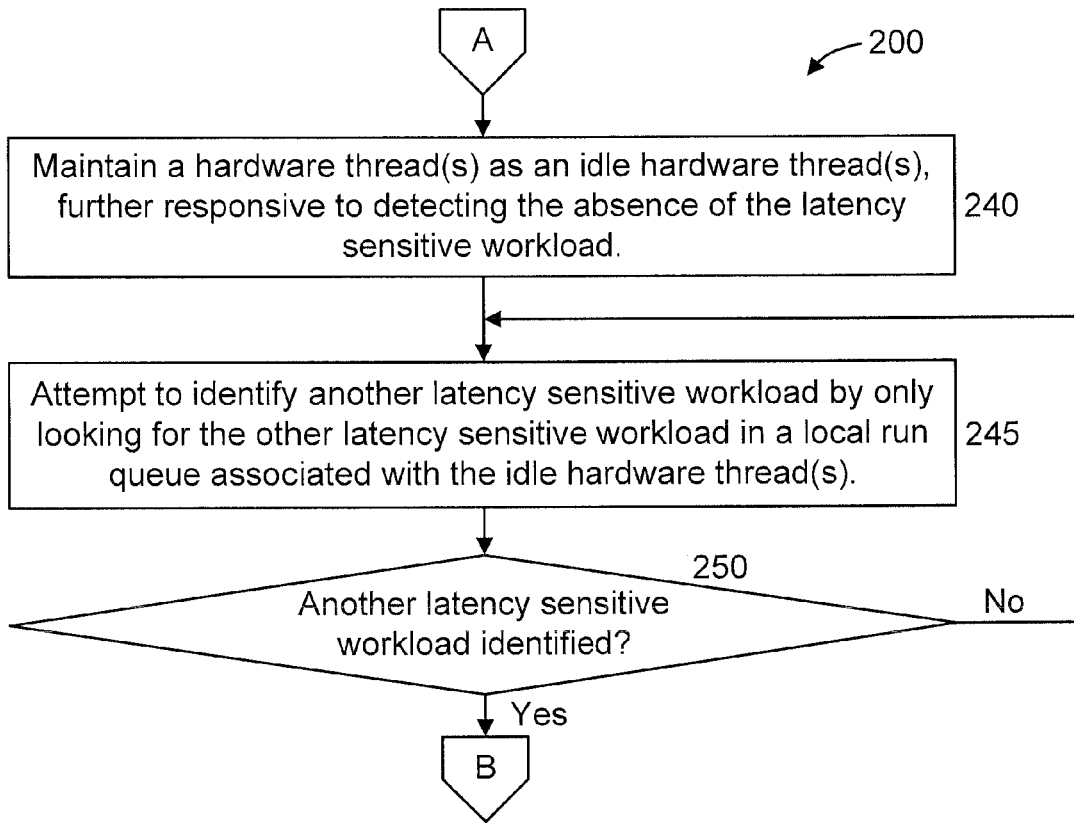 A
200
Maintain a hardware thread(s) as an idle hardware thread(s),
further responsive to detecting the absence of the latency
sensitive workload.
240
Attempt to identify another latency sensitive workload by only
looking for the other latency sensitive workload in a local run
queue associated with the idle hardware thread(s).
245
250
Another latency sensitive
workload identified?
No
Yes
B